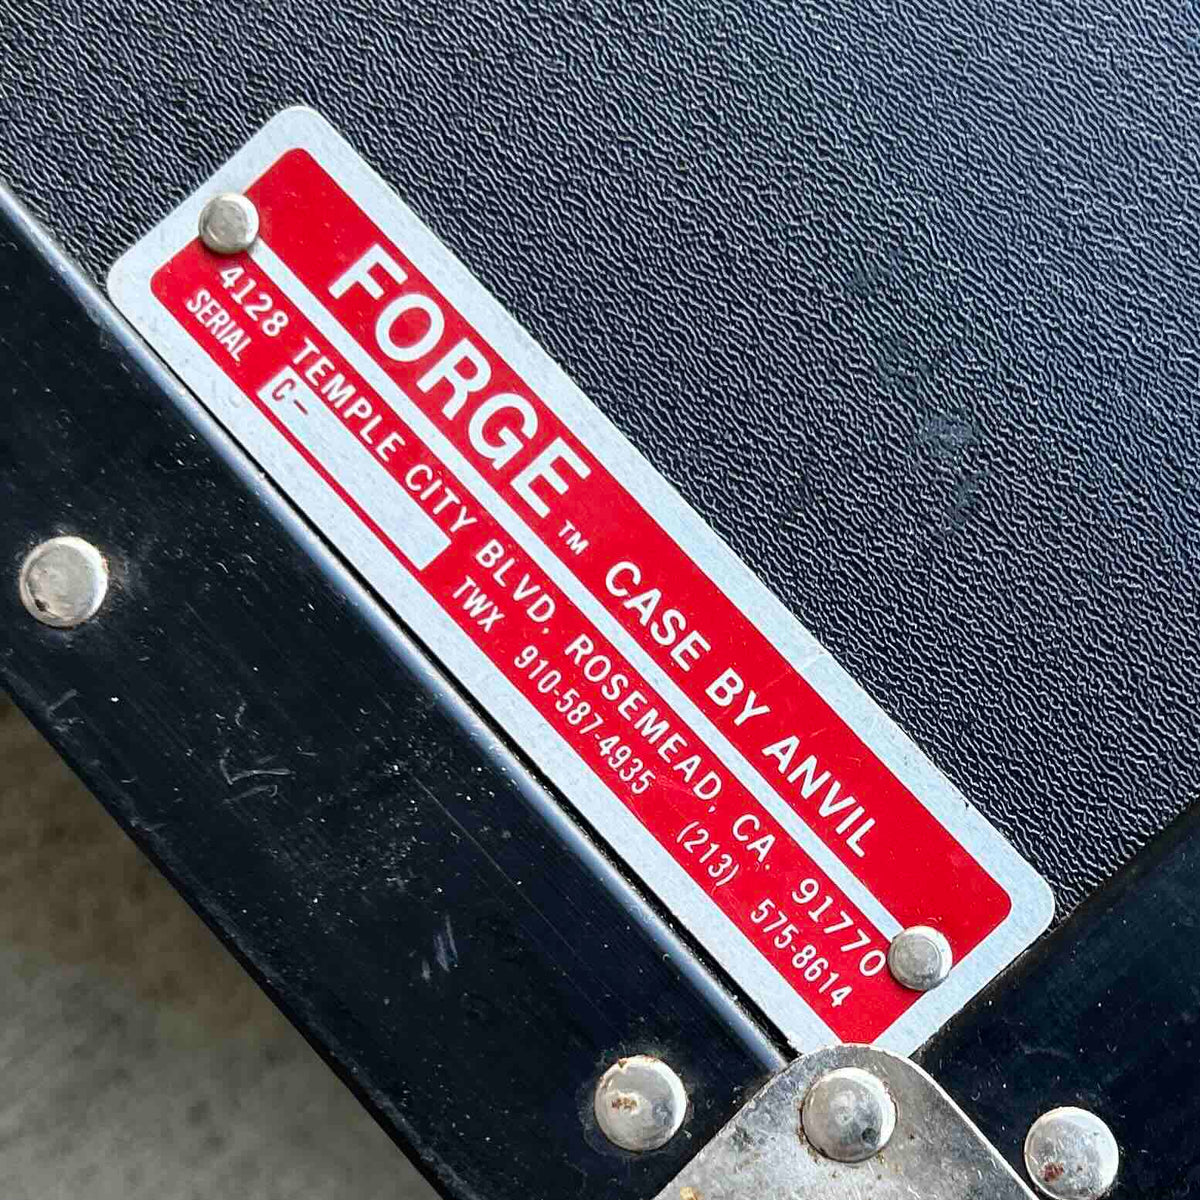 FORGE™ CASE BY ANVIL
4128 TEMPLE CITY BLVD, ROSEMEAD, CA. 91770
SERIAL C- TWX 910-587-4935 (213) 575-8614